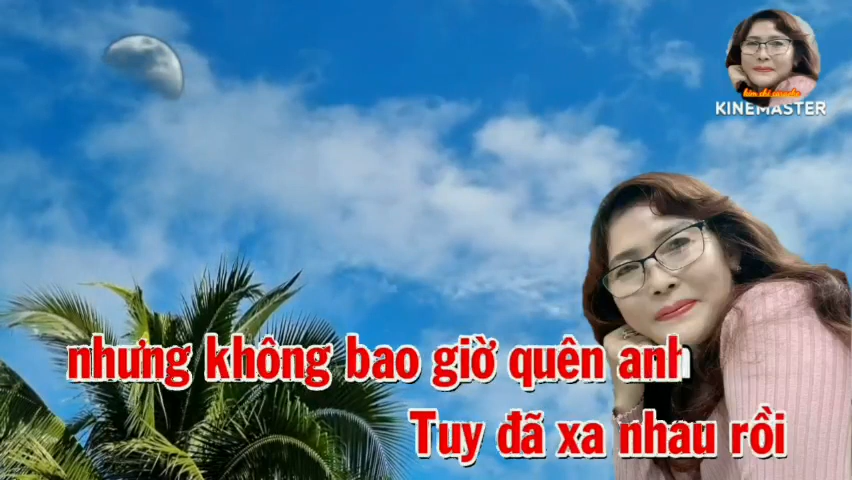 KINEMASTER
nhưng không bao giờ quên anh
Tuy đã xa nhau rồi